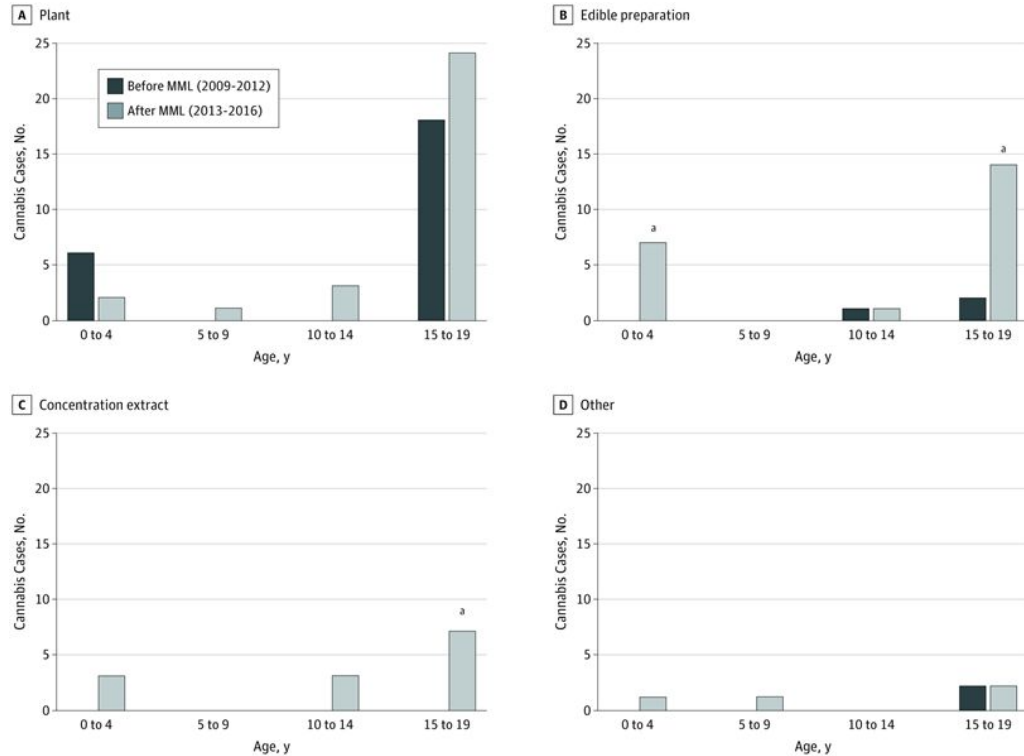 A Plant
25
20
15
10
5
0
Cannabis Cases, No.
Before MML (2009-2012)
After MML (2013-2016)
0 to 4 5 to 9 10 to 14 15 to 19
Age, y
B Edible preparation
25
20
15
10
5
0
Cannabis Cases, No.
a
a
0 to 4 5 to 9 10 to 14 15 to 19
Age, y
C Concentration extract
25
20
15
10
5
0
Cannabis Cases, No.
a
0 to 4 5 to 9 10 to 14 15 to 19
Age, y
D Other
25
20
15
10
5
0
Cannabis Cases, No.
0 to 4 5 to 9 10 to 14 15 to 19
Age, y